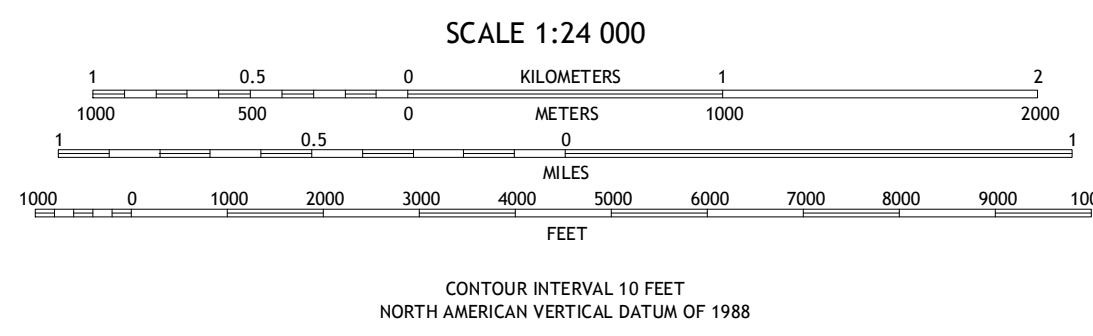 SCALE 1:24 000
1 0.5 0 KILOMETERS 1 2
1000 500 0 METERS 1000 2000
1 0.5 0 1
MILES
1000 0 1000 2000 3000 4000 5000 6000 7000 8000 9000 100
FEET
CONTOUR INTERVAL 10 FEET
NORTH AMERICAN VERTICAL DATUM OF 1988